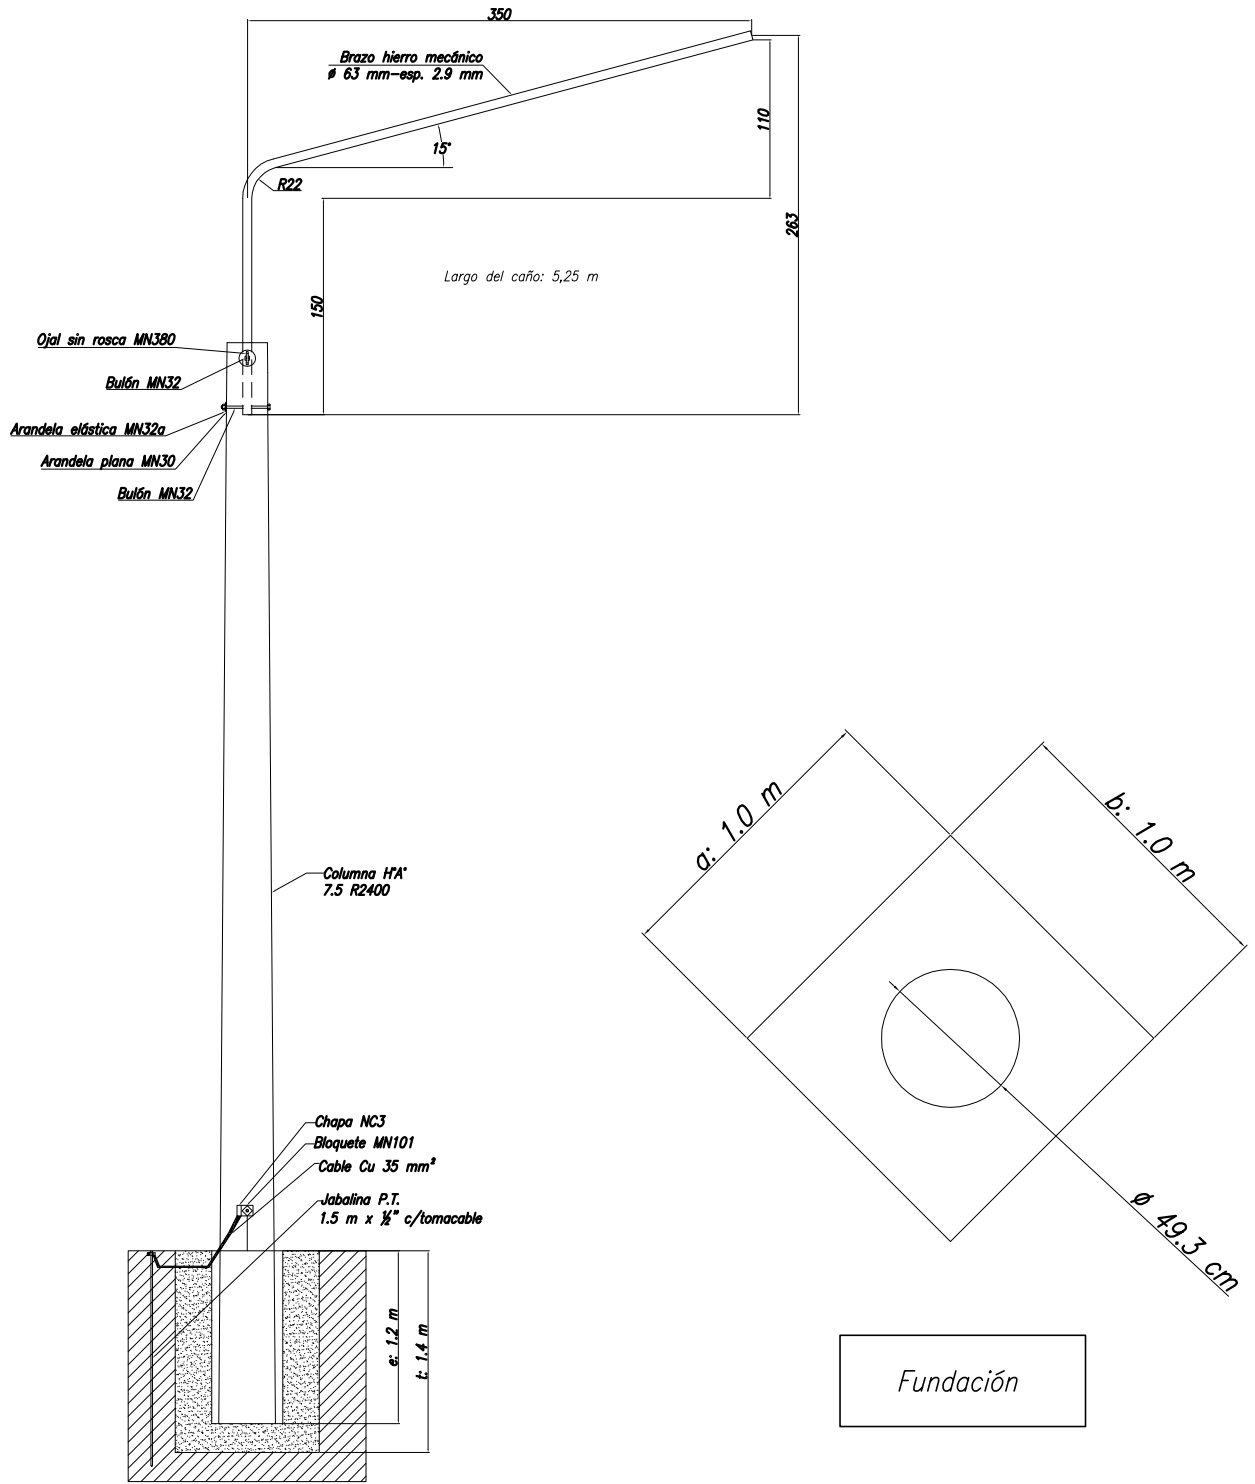 350
Brazo hierro mecánico
ø 63 mm-esp. 2.9 mm
110
15°
R22
263
Largo del caño: 5,25 m
150
Ojal sin rosca MN380
Bulón MN32
Arandela elástica MN32a
Arandela plana MN30
Bulón MN32
a: 1.0 m
b: 1.0 m
Columna H°A°
7.5 R2400
Chapa NC3
Bloquete MN101
Cable Cu 35 mm²
Jabalina P.T.
1.5 m x ½" c/tomacable
ø 49.3 cm
e: 1.2 m
t: 1.4 m
Fundación